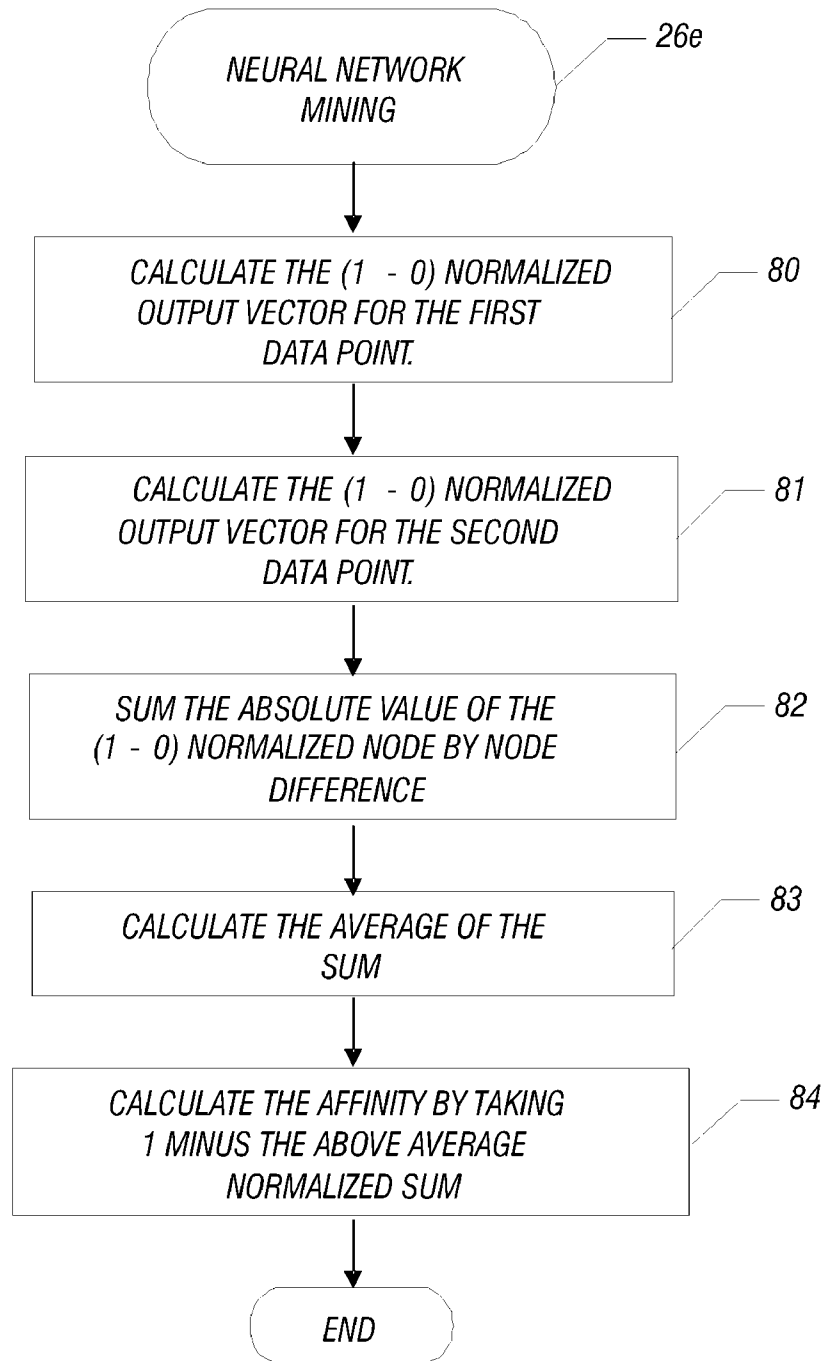 NEURAL NETWORK
MINING
26e
CALCULATE THE (1 - 0) NORMALIZED
OUTPUT VECTOR FOR THE FIRST
DATA POINT.
80
CALCULATE THE (1 - 0) NORMALIZED
OUTPUT VECTOR FOR THE SECOND
DATA POINT.
81
SUM THE ABSOLUTE VALUE OF THE
(1 - 0) NORMALIZED NODE BY NODE
DIFFERENCE
82
CALCULATE THE AVERAGE OF THE
SUM
83
CALCULATE THE AFFINITY BY TAKING
1 MINUS THE ABOVE AVERAGE
NORMALIZED SUM
84
END